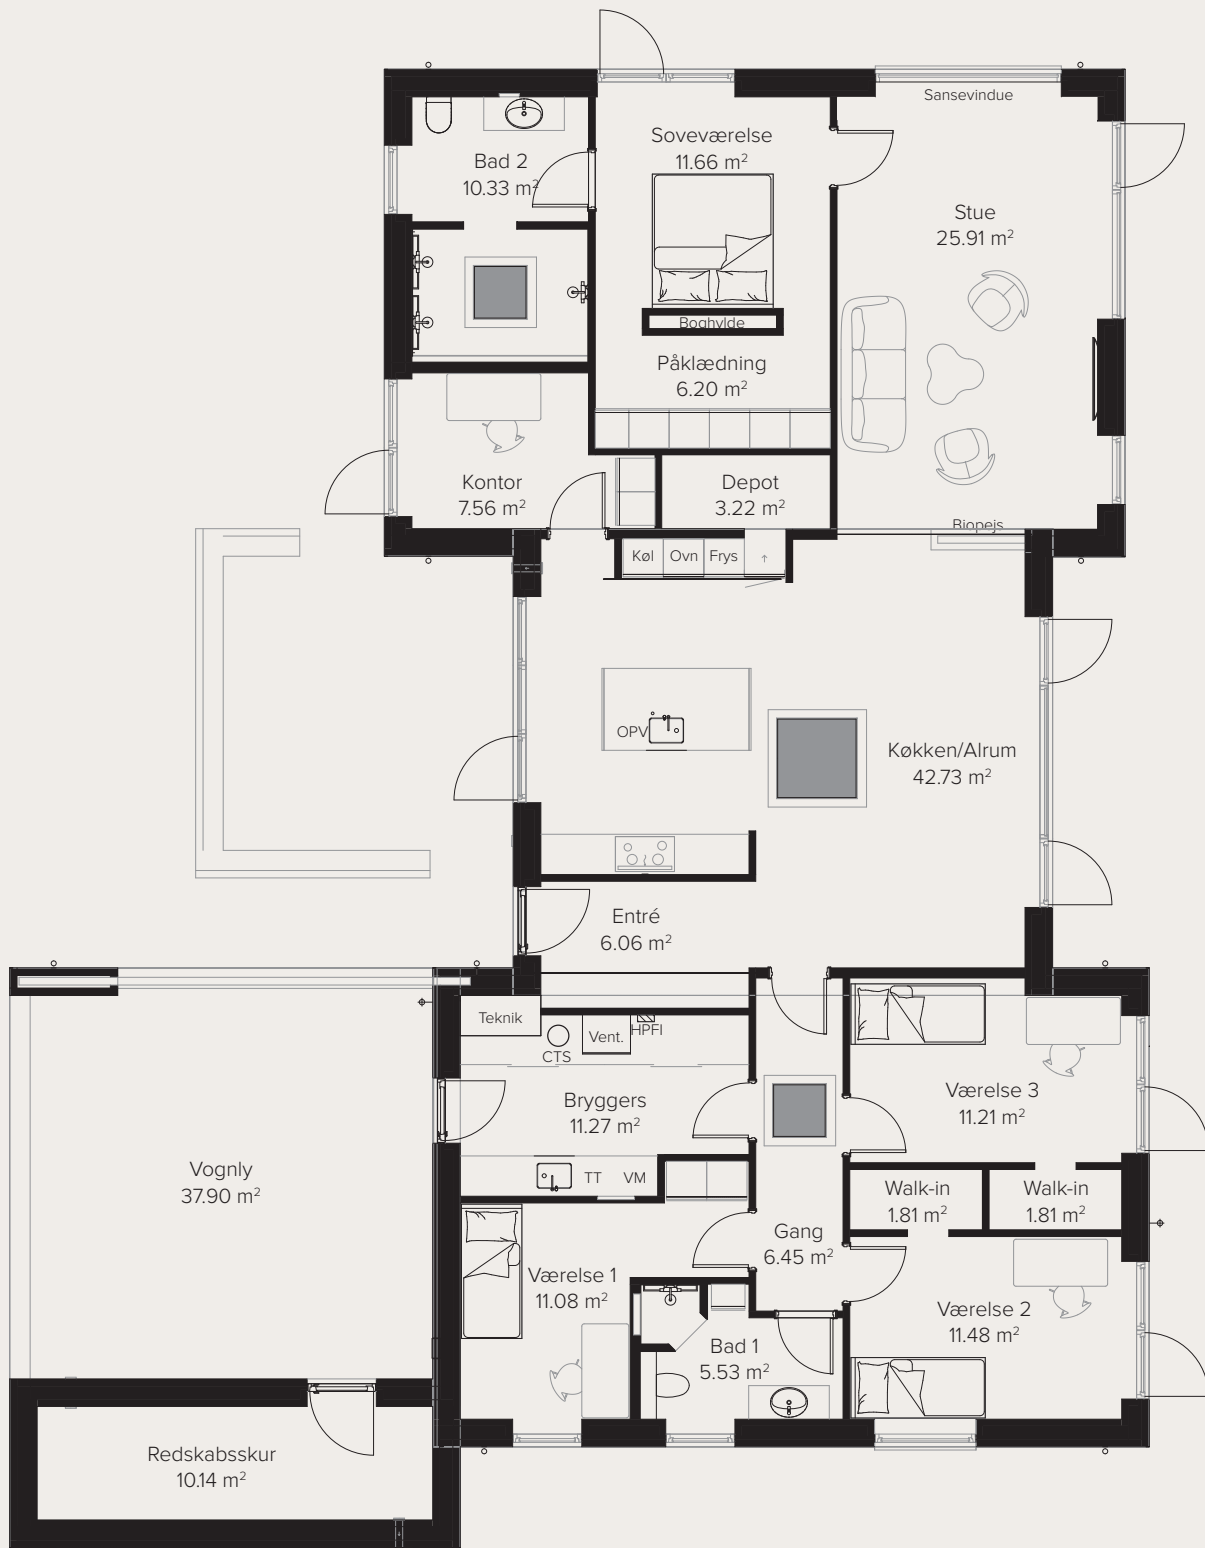 Sansevindue
Soveværelse
11.66 m²
Bad 2
10.33 m²
Stue
25.91 m²
Boghylde
Påklædning
6.20 m²
Kontor
7.56 m²
Depot
3.22 m²
Biopejs
Køl
Ovn
Frys
OPV
Køkken/Alrum
42.73 m²
Entré
6.06 m²
Teknik
CTS
Vent.
HPFI
Bryggers
11.27 m²
Værelse 3
11.21 m²
Vognly
37.90 m²
TT
VM
Walk-in
1.81 m²
Walk-in
1.81 m²
Gang
6.45 m²
Værelse 1
11.08 m²
Værelse 2
11.48 m²
Bad 1
5.53 m²
Redskabsskur
10.14 m²